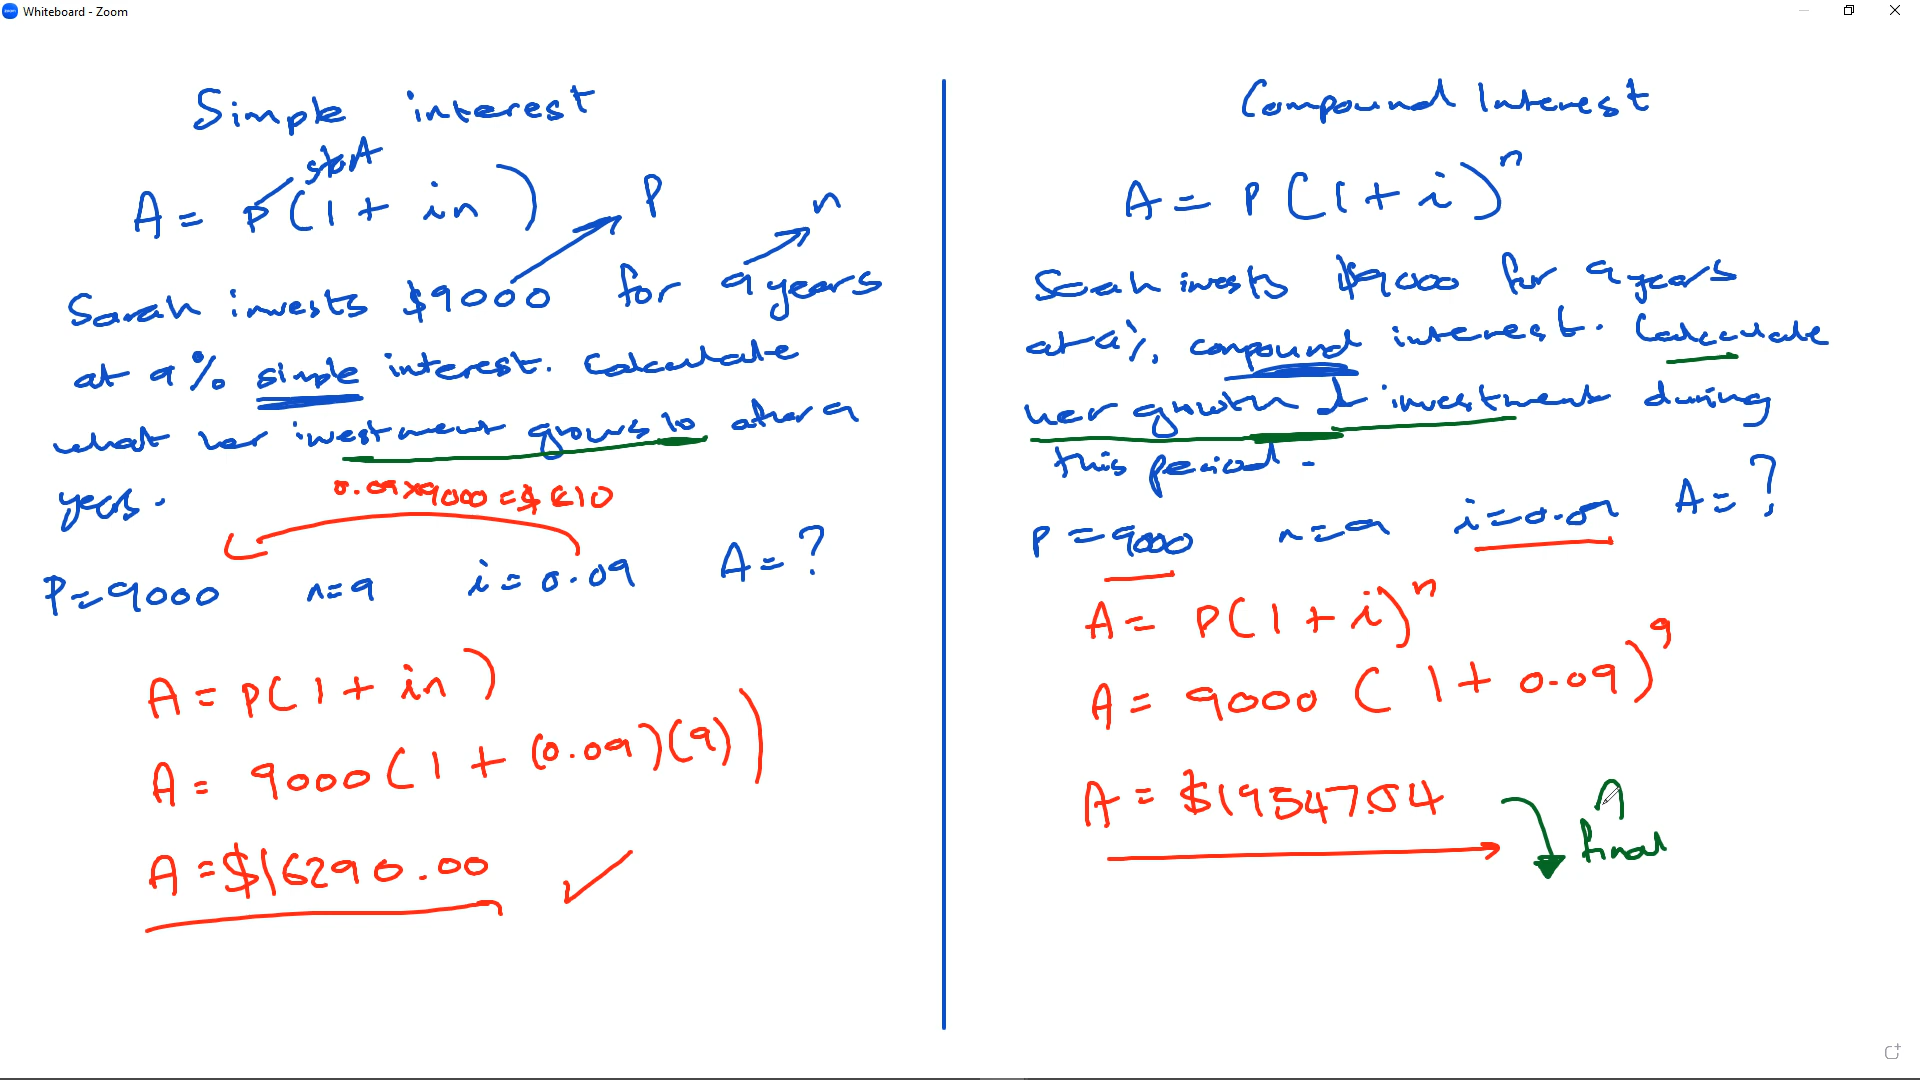 Whiteboard - Zoom
Simple interest
start
A = P(1 + in)
P
n
Sarah invests $9000 for 9 years
at 9% simple interest. Calculate
what her investment grows to after 9
years.
0.09×9000 = $810
P=9000 n=9 i=0.09 A=?
A = P(1 + in)
A = 9000(1 + (0.09)(9))
A = $16290.00
Compound Interest
A = P(1 + i)^n
Sarah invests $9000 for 9 years
at 9% compound interest. Calculate
her growth of investment during
this period.
P = 9000 n=9 i=0.09 A=?
A = P(1 + i)^n
A = 9000 (1 + 0.09)^9
A = $19547.54
final